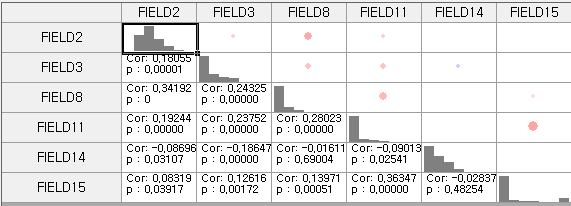 FIELD2 FIELD3 FIELD8 FIELD11 FIELD14 FIELD15
FIELD2
FIELD3 Cor: 0,18055
p : 0,00001
FIELD8 Cor: 0,34192 Cor: 0,24325
p : 0 p : 0,00000
FIELD11 Cor: 0,19244 Cor: 0,23752 Cor: 0,28023
p : 0,00000 p : 0,00000 p : 0,00000
FIELD14 Cor: -0,08696 Cor: -0,18647 Cor: -0,01611 Cor: -0,09013
p : 0,03107 p : 0,00000 p : 0,69004 p : 0,02541
FIELD15 Cor: 0,08319 Cor: 0,12616 Cor: 0,13971 Cor: 0,36347 Cor: -0,02837
p : 0,03917 p : 0,00172 p : 0,00051 p : 0,00000 p : 0,48254